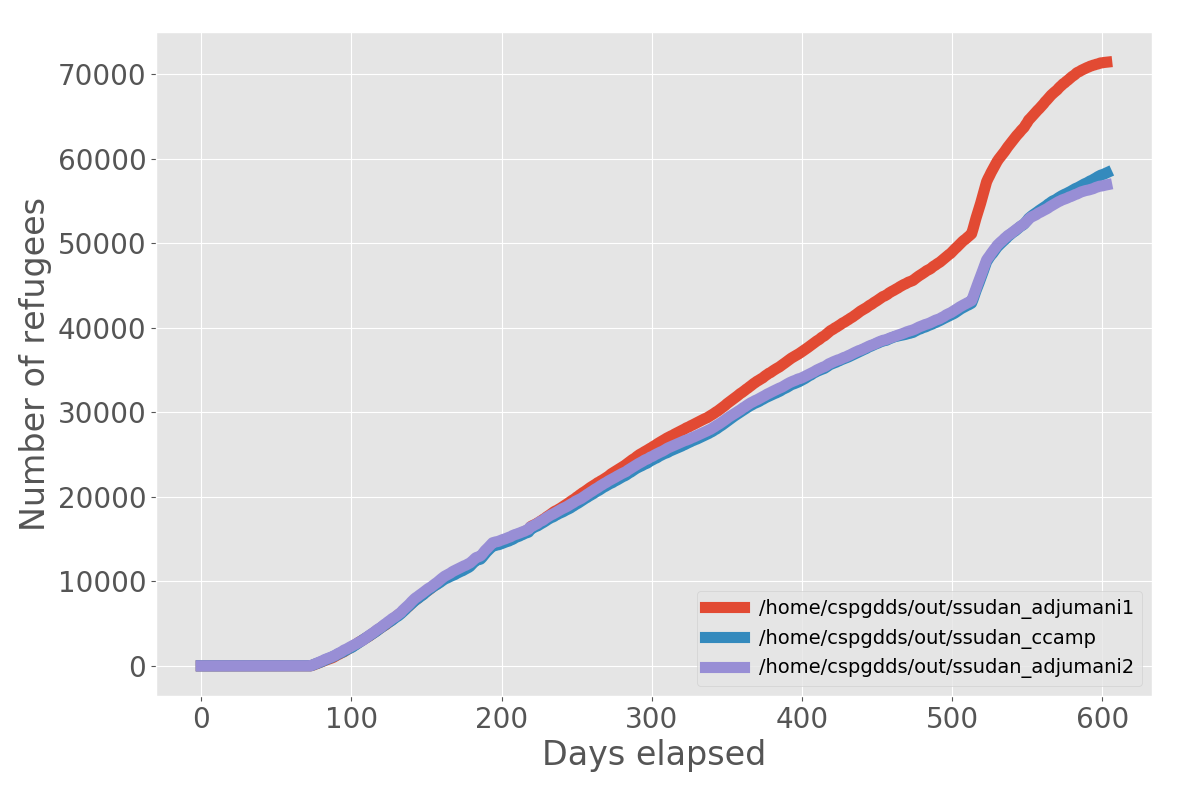 Number of refugees
70000
60000
50000
40000
30000
20000
10000
0
0 100 200 300 400 500 600
Days elapsed
/home/cspgdds/out/ssudan_adjumani1
/home/cspgdds/out/ssudan_ccamp
/home/cspgdds/out/ssudan_adjumani2